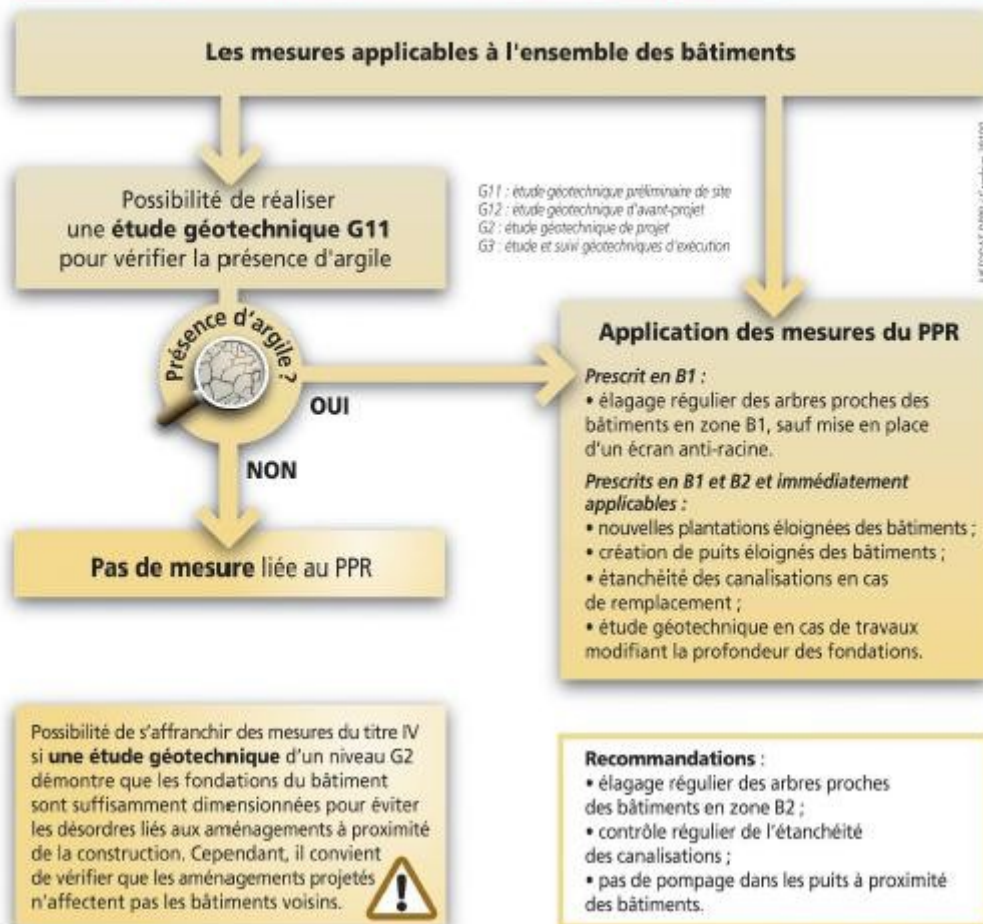 Les mesures applicables à l'ensemble des bâtiments
Possibilité de réaliser
une étude géotechnique G11
pour vérifier la présence d'argile
G11 : étude géotechnique préliminaire de site
G12 : étude géotechnique d'avant-projet
G2 : étude géotechnique de projet
G3 : étude et suivi géotechniques d'exécution
Présence d'argile ?
OUI
NON
Pas de mesure liée au PPR
Application des mesures du PPR
Prescrit en B1 :
• élagage régulier des arbres proches des
bâtiments en zone B1, sauf mise en place
d'un écran anti-racine.
Prescrits en B1 et B2 et immédiatement
applicables :
• nouvelles plantations éloignées des bâtiments ;
• création de puits éloignés des bâtiments ;
• étanchéité des canalisations en cas
de remplacement ;
• étude géotechnique en cas de travaux
modifiant la profondeur des fondations.
Possibilité de s'affranchir des mesures du titre IV
si une étude géotechnique d'un niveau G2
démontre que les fondations du bâtiment
sont suffisamment dimensionnées pour éviter
les désordres liés aux aménagements à proximité
de la construction. Cependant, il convient
de vérifier que les aménagements projetés
n'affectent pas les bâtiments voisins.
!
Recommandations :
• élagage régulier des arbres proches
des bâtiments en zone B2 ;
• contrôle régulier de l'étanchéité
des canalisations ;
• pas de pompage dans les puits à proximité
des bâtiments.